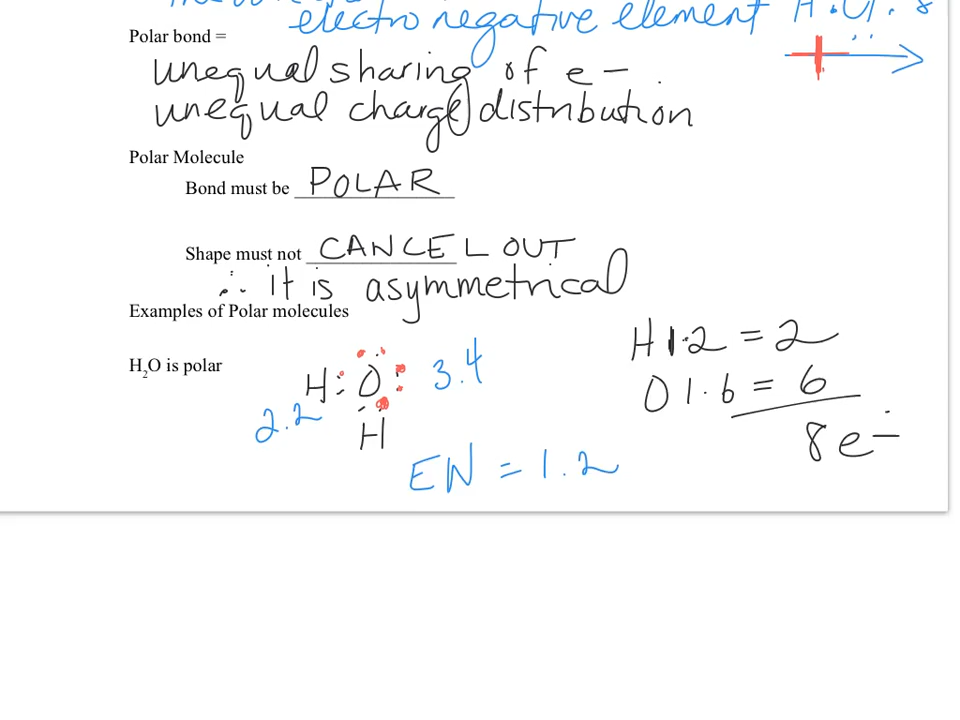 electronegative element H : Cl : 8
Polar bond =
unequal sharing of e-
unequal charge distribution
Polar Molecule
Bond must be POLAR
Shape must not CANCEL OUT
∴ it is asymmetrical
Examples of Polar molecules
H₂O is polar
H : O : 3.4
2.2
H
EN = 1.2
H 1·2 = 2
O 1·6 = 6
8e-